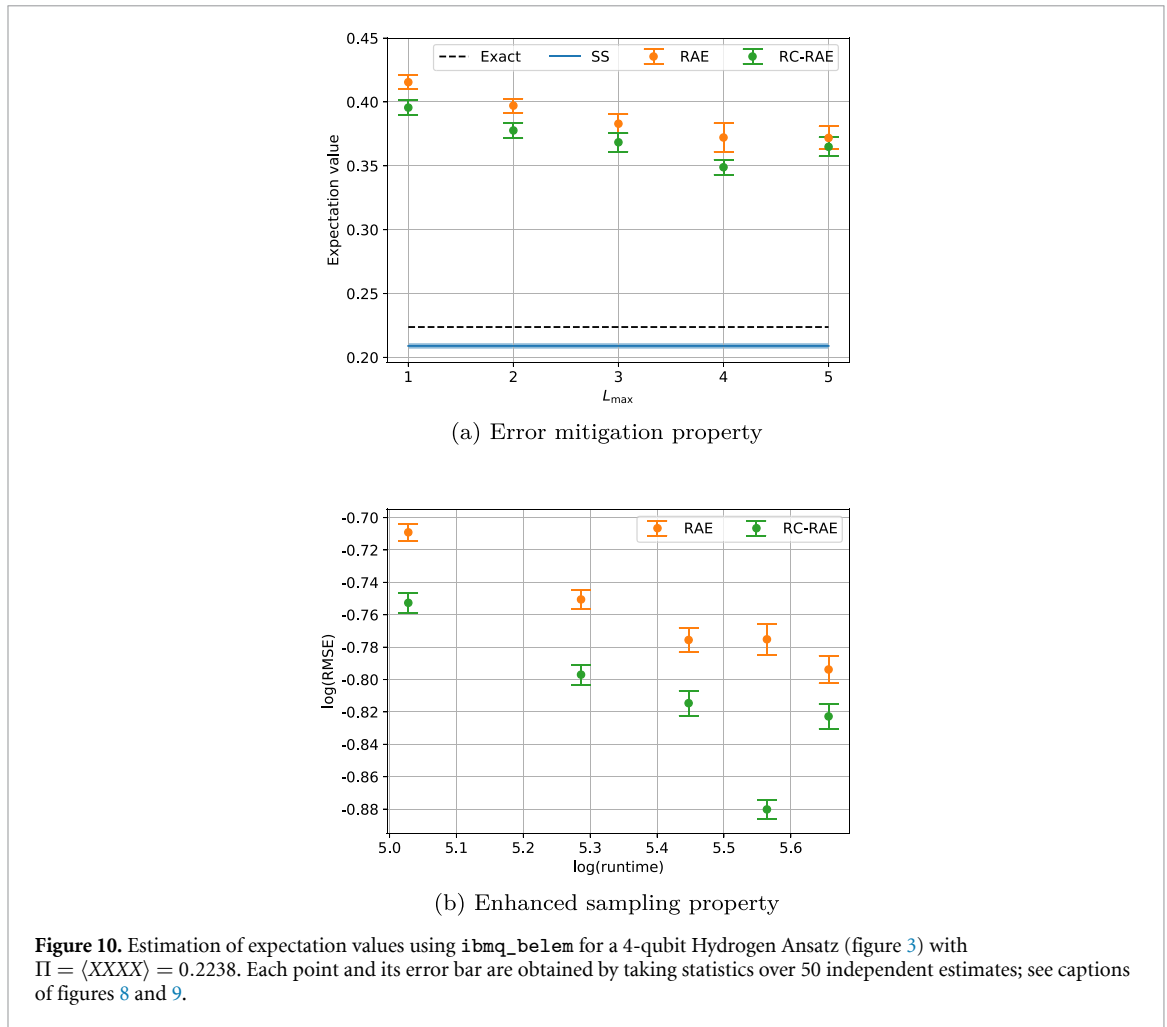 0.45
Exact SS RAE RC-RAE
0.40
0.35
0.30
0.25
0.20
Expectation value
1 2 3 4 5
L_max
(a) Error mitigation property
-0.70
RAE RC-RAE
-0.72
-0.74
-0.76
-0.78
-0.80
-0.82
-0.84
-0.86
-0.88
log(RMSE)
5.0 5.1 5.2 5.3 5.4 5.5 5.6
log(runtime)
(b) Enhanced sampling property
Figure 10. Estimation of expectation values using ibmq_belem for a 4-qubit Hydrogen Ansatz (figure 3) with
Π = ⟨XXXX⟩ = 0.2238. Each point and its error bar are obtained by taking statistics over 50 independent estimates; see captions
of figures 8 and 9.